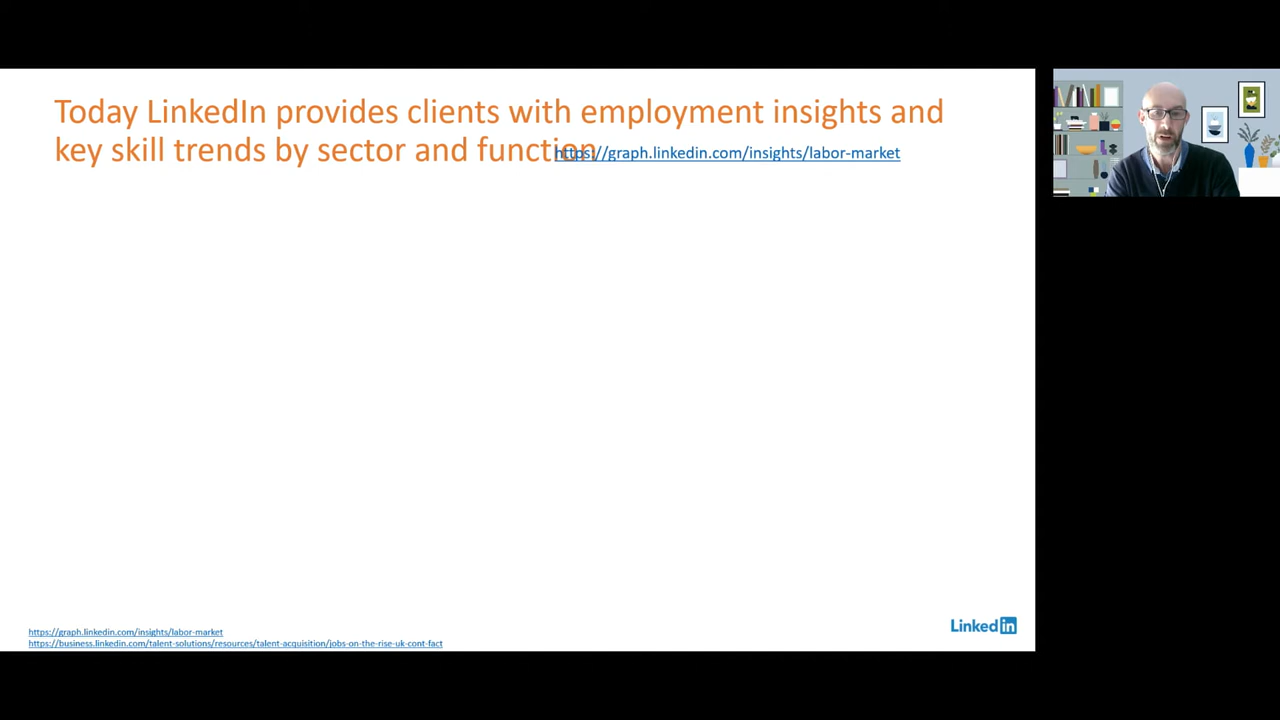 Today LinkedIn provides clients with employment insights and
key skill trends by sector and function
https://graph.linkedin.com/insights/labor-market
https://graph.linkedin.com/insights/labor-market
https://business.linkedin.com/talent-solutions/resources/talent-acquisition/jobs-on-the-rise-uk-cont-fact
LinkedIn